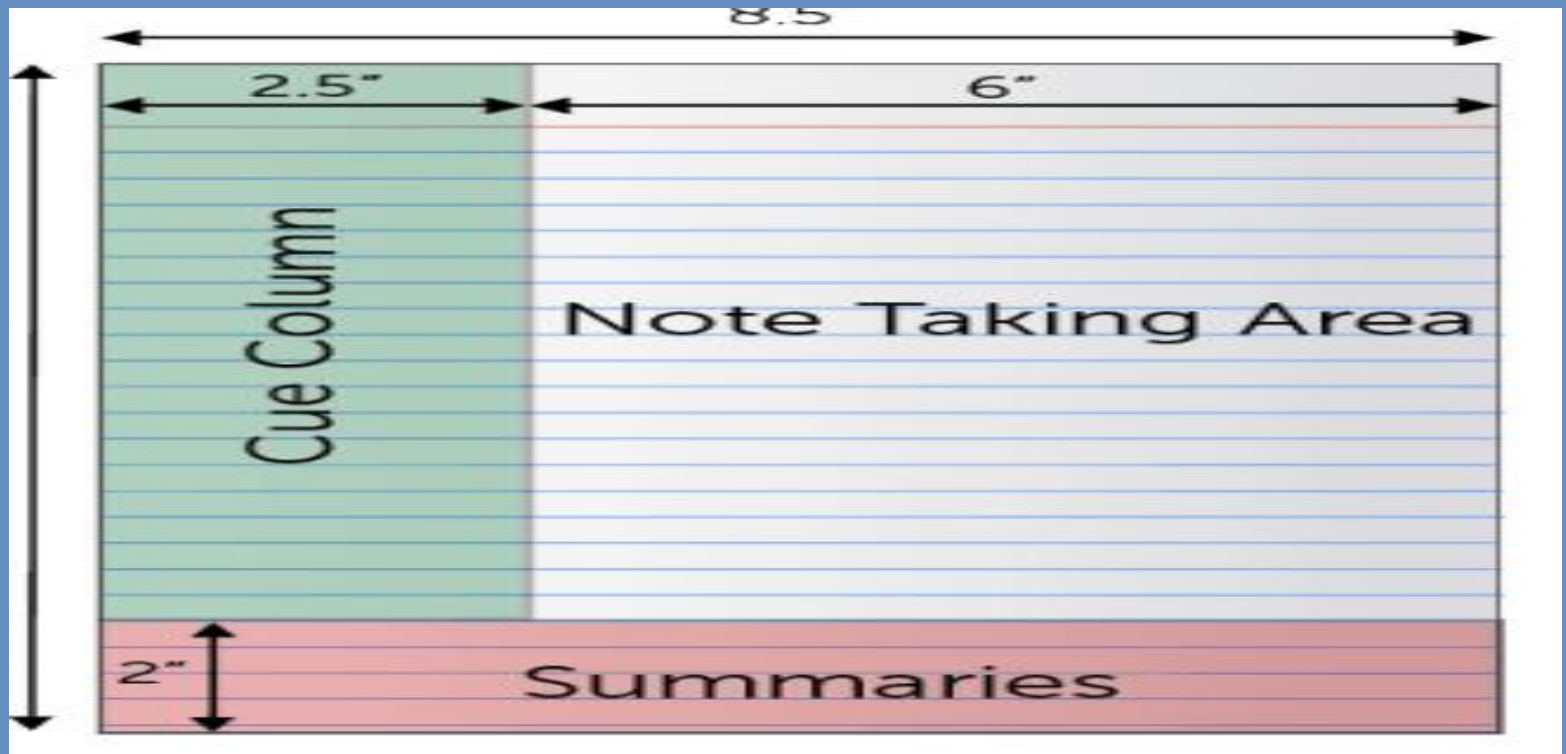 8.5
2.5” 6”
Cue Column
Note Taking Area
2” Summaries